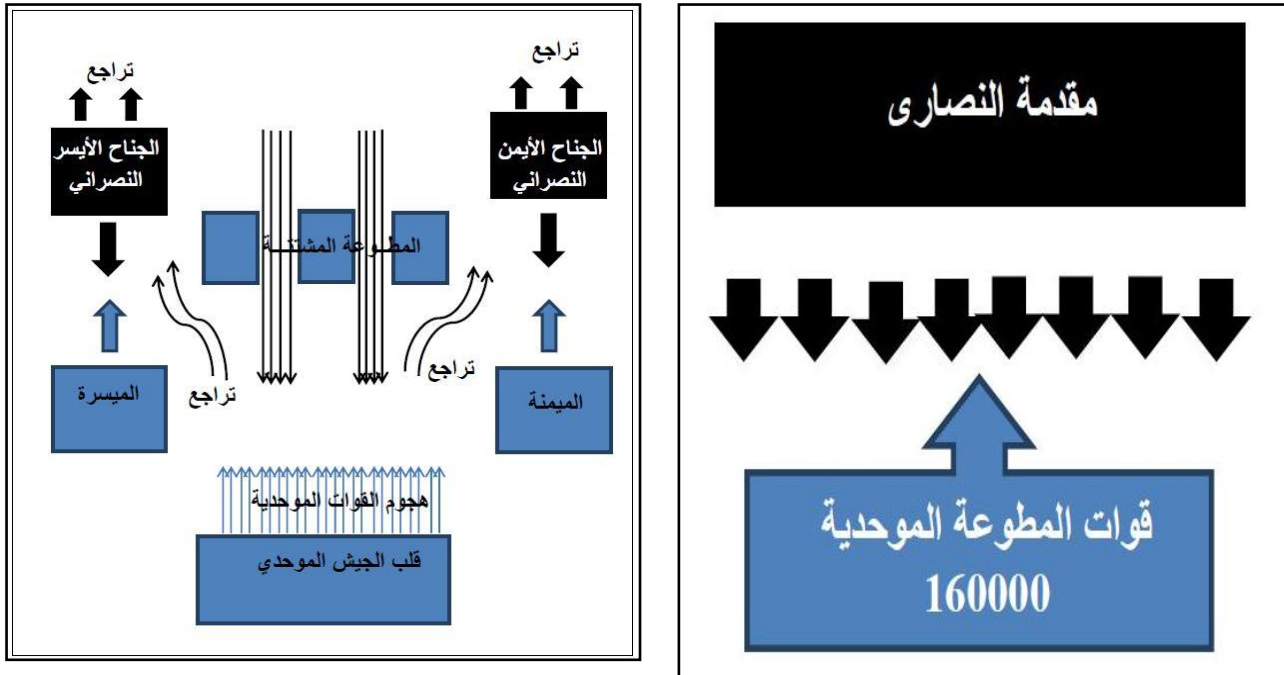 مقدمة النصارى
قوات المطوعة الموحدية
160000
تراجع
تراجع
الجناح الأيمن
النصراني
الجناح الأيسر
النصراني
المطوعة المشتتة
تراجع
تراجع
الميمنة
الميسرة
هجوم القوات الموحدية
قلب الجيش الموحدي